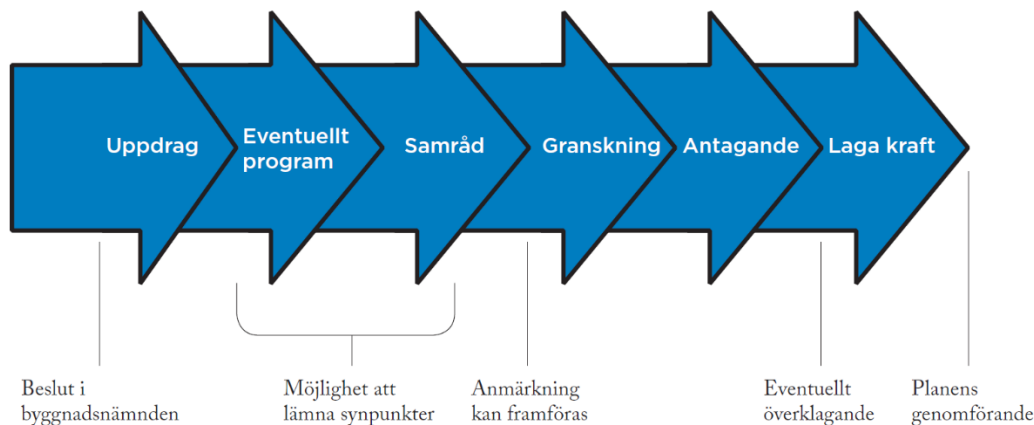 Uppdrag
Eventuellt
program
Samråd
Granskning
Antagande
Laga kraft
Beslut i
byggnadsnämnden
Möjlighet att
lämna synpunkter
Anmärkning
kan framföras
Eventuellt
överklagande
Planens
genomförande